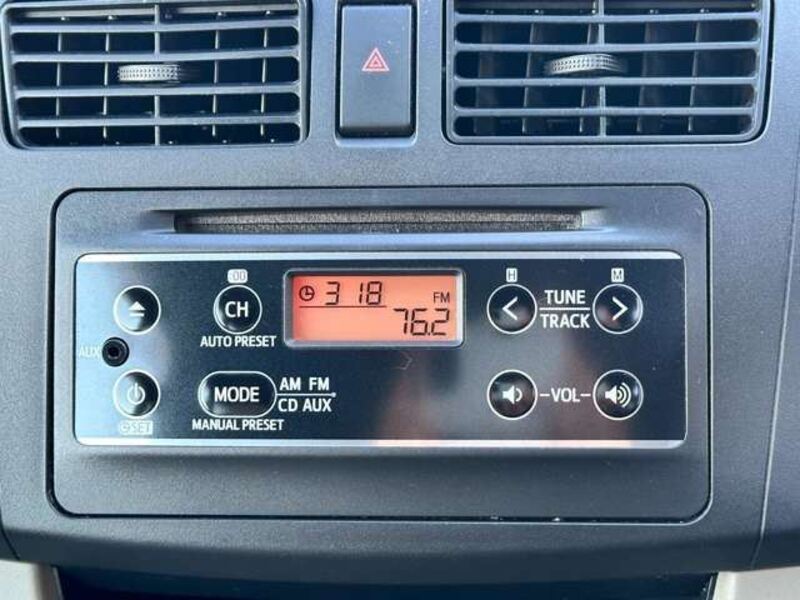 :00
H
M
3 18
FM
76.2
CH
AUTO PRESET
TUNE
TRACK
AUX
MODE
AM FM
CD AUX
MANUAL PRESET
SET
-VOL-